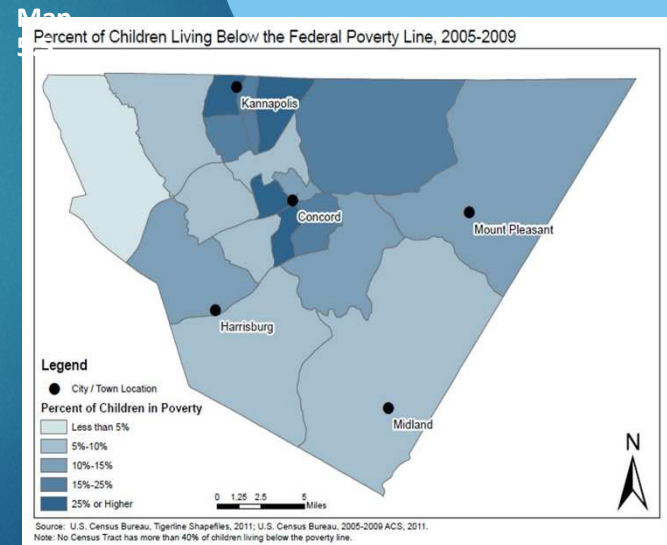 Map
5.3
Percent of Children Living Below the Federal Poverty Line, 2005-2009
Kannapolis
Concord
Mount Pleasant
Harrisburg
Midland
Legend
City / Town Location
Percent of Children in Poverty
Less than 5%
5%-10%
10%-15%
15%-25%
25% or Higher
0 1.25 2.5 5
Miles
N
Source: U.S. Census Bureau, Tigerline Shapefiles, 2011; U.S. Census Bureau, 2005-2009 ACS, 2011.
Note: No Census Tract has more than 40% of children living below the poverty line.